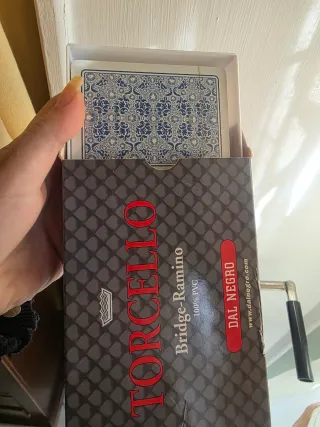 TORCELLO
Bridge-Ramino
100% PVC
DAL NEGRO
www.dalnegro.com